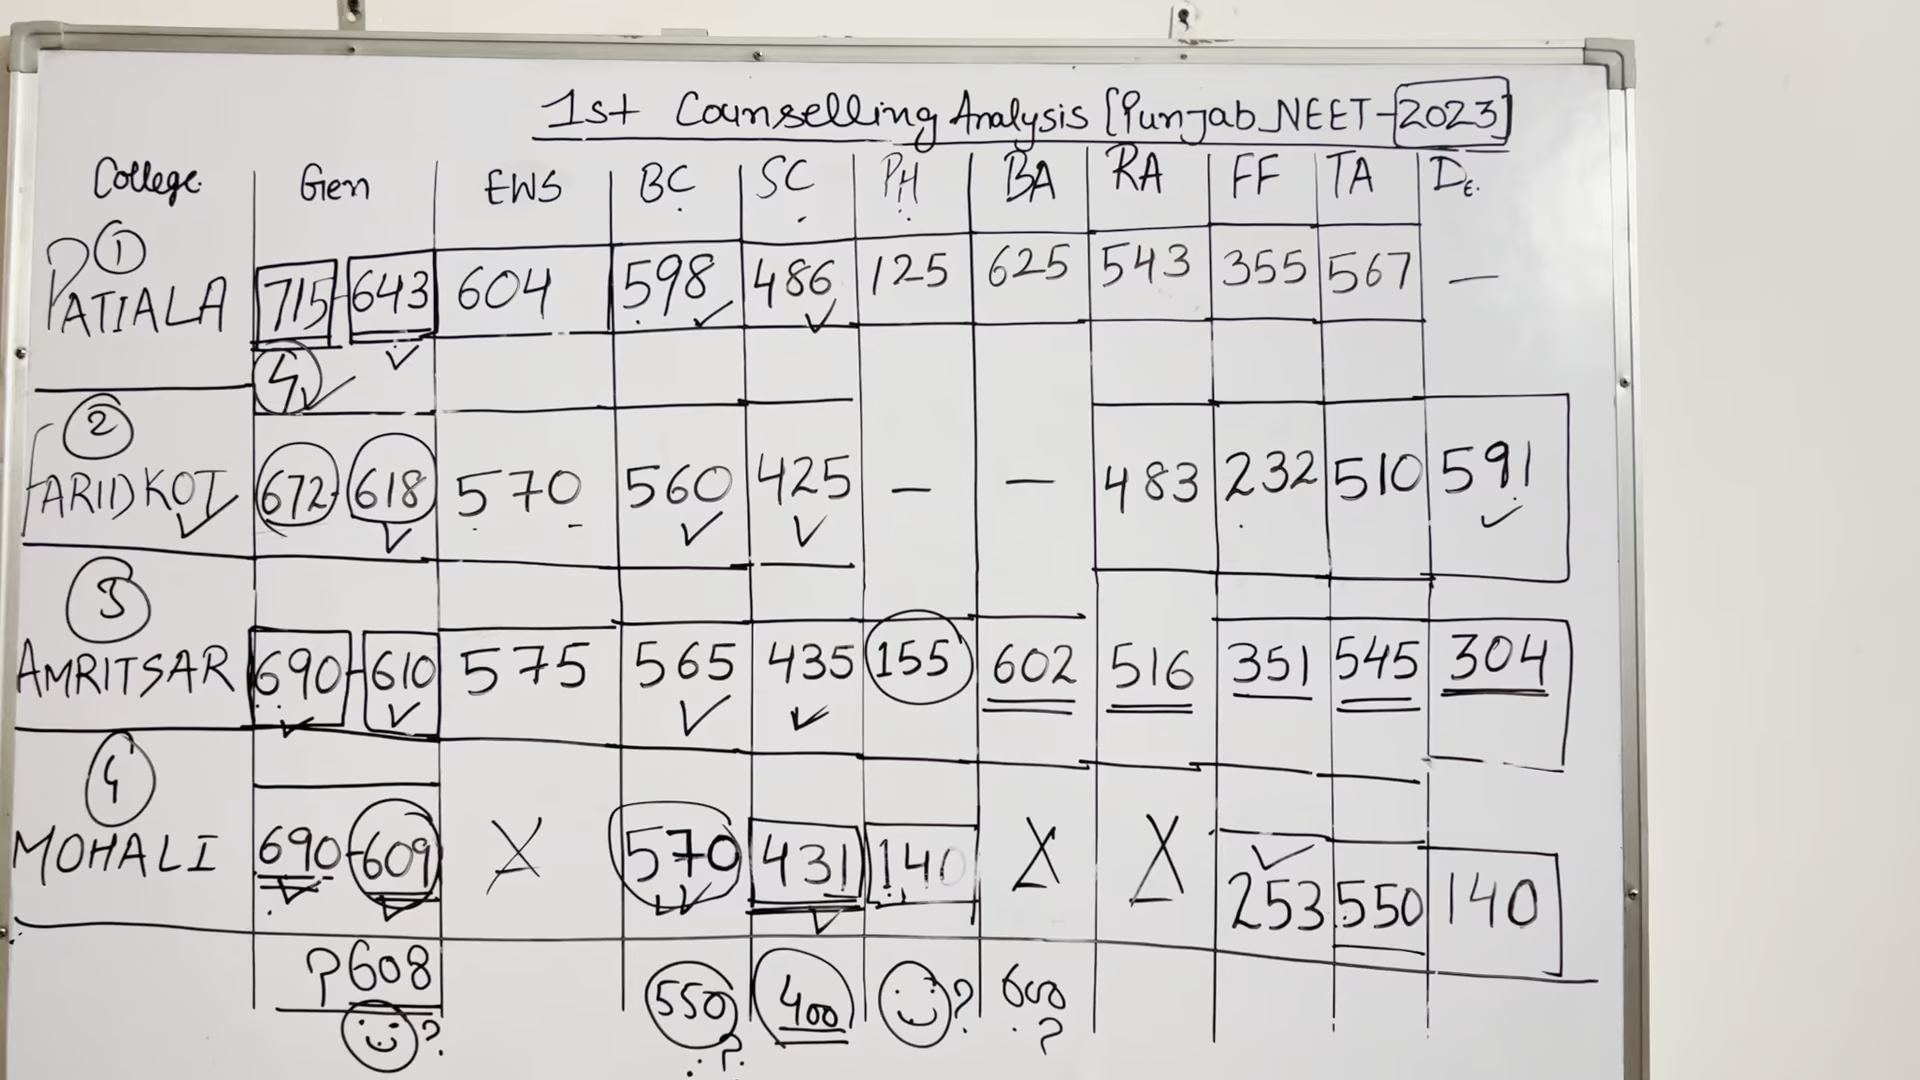 1st Counselling Analysis [Punjab NEET-2023]
College Gen EWS BC SC PH BA RA FF TA DE.
1
PATIALA 715-643 604 598 486 125 625 543 355 567 —
4
2
FARIDKOT 672-618 570 560 425 — — 483 232 510 591
3
AMRITSAR 690-610 575 565 435 155 602 516 351 545 304
4
MOHALI 690-609 X 570 431 140 X X 253 550 140
?608 550 ? 400 ? 600 ?
?